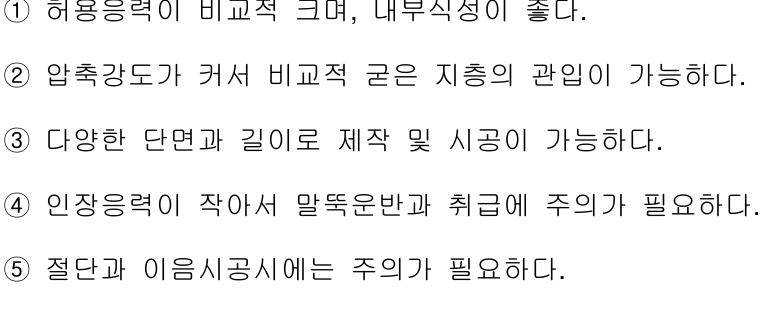 ① 허용응력이 비교적 크며, 내부식성이 좋다.
② 압축강도가 커서 비교적 굳은 지층의 관입이 가능하다.
③ 다양한 단면과 길이로 제작 및 시공이 가능하다.
④ 인장응력이 작아서 말뚝운반과 취급에 주의가 필요하다.
⑤ 절단과 이음시공시에는 주의가 필요하다.